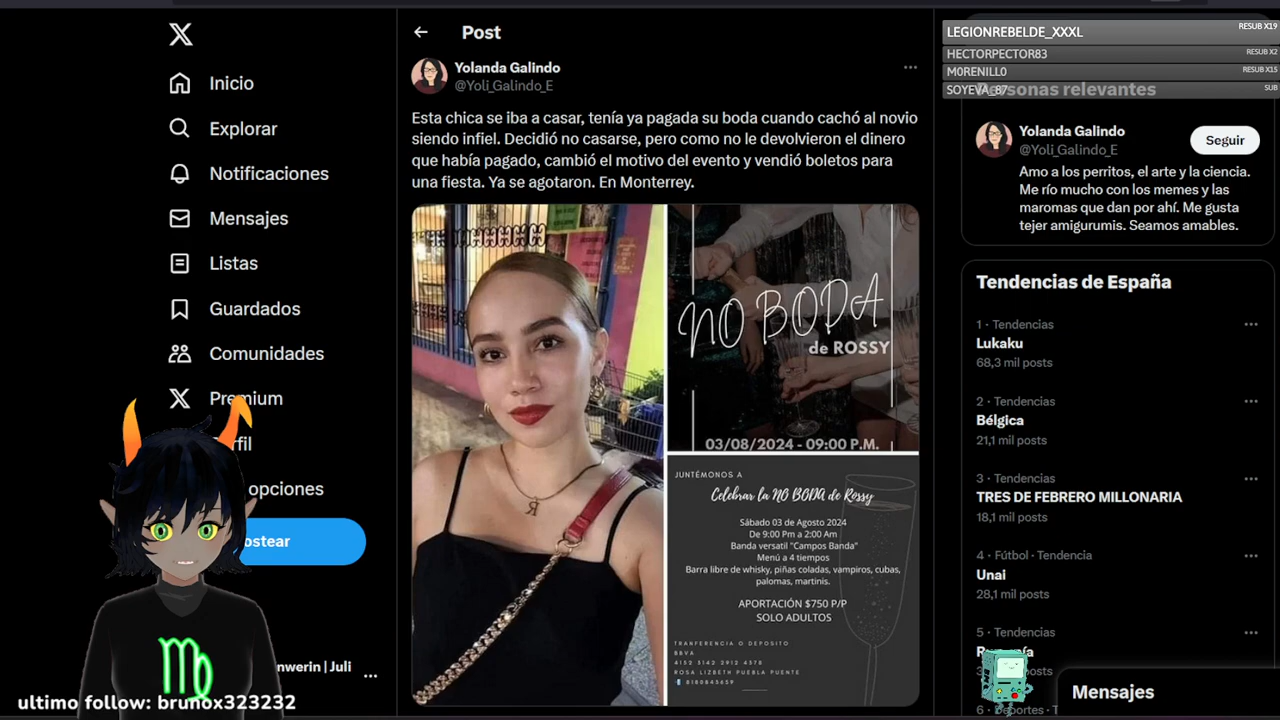 Inicio
Explorar
Notificaciones
Mensajes
Listas
Guardados
Comunidades
Premium
opciones
ultimo follow: brunox323232
Post
Yolanda Galindo
@Yoli_Galindo_E
Esta chica se iba a casar, tenía ya pagada su boda cuando cachó al novio
siendo infiel. Decidió no casarse, pero como no le devolvieron el dinero
que había pagado, cambió el motivo del evento y vendió boletos para
una fiesta. Ya se agotaron. En Monterrey.
NO BODA
de ROSSY
03/08/2024 - 09:00 P.M.
JUNTÉMONOS A
Celebrar la NO BODA de Rossy
Sábado 03 de Agosto 2024
De 9:00 Pm a 2:00 Am
Banda versatil "Campos Banda"
Menú a 4 tiempos
Barra libre de whisky, piñas coladas, vampiros, cubas,
palomas, martinis.
APORTACIÓN $750 P/P
SOLO ADULTOS
TRANFERENCIA O DEPOSITO
BBVA
ROSA LIZBETH PUEBLA PUENTE
LEGIONREBELDE_XXXL RESUB X19
HECTORPECTOR83 RESUB X2
M0RENILL0 RESUB X15
SOYEVA_87 SUB
relevantes
Yolanda Galindo
@Yoli_Galindo_E
Seguir
Amo a los perritos, el arte y la ciencia.
Me río mucho con los memes y las
maromas que dan por ahí. Me gusta
tejer amigurumis. Seamos amables.
Tendencias de España
1 · Tendencias
Lukaku
68,3 mil posts
2 · Tendencias
Bélgica
21,1 mil posts
3 · Tendencias
TRES DE FEBRERO MILLONARIA
18,1 mil posts
4 · Fútbol · Tendencia
Unai
28,1 mil posts
5 · Tendencias
Mensajes